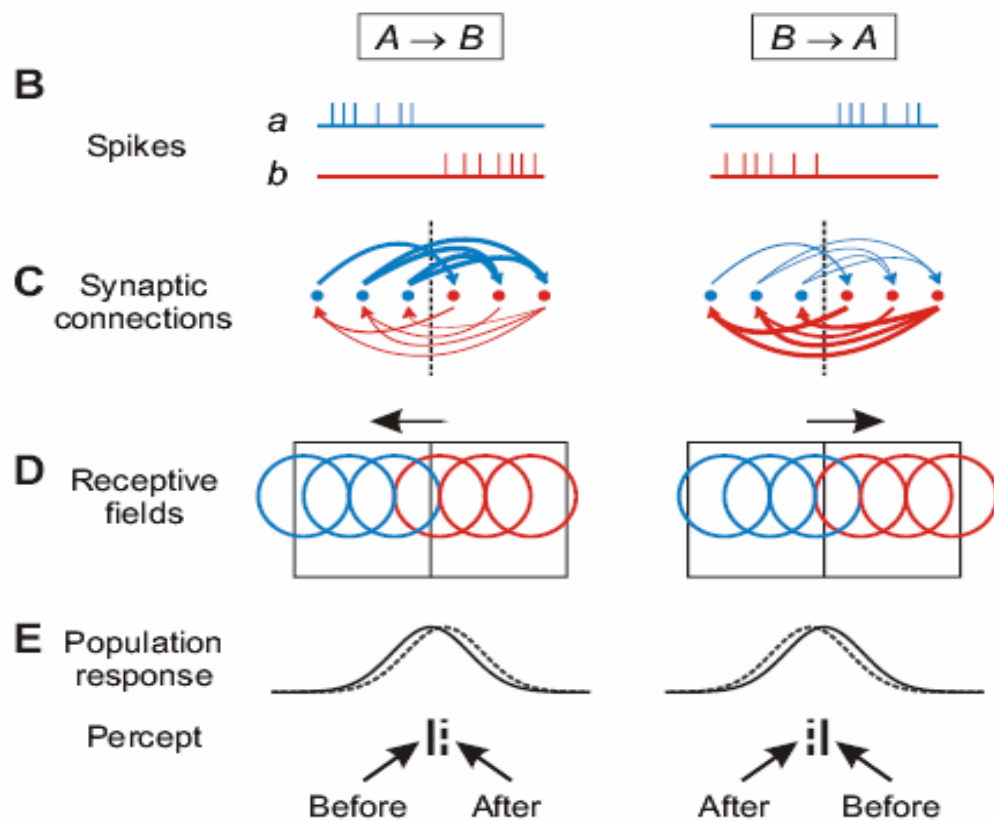 A → B
B → A
B
Spikes
a
b
C
Synaptic
connections
D
Receptive
fields
E
Population
response
Percept
Before
After
After
Before